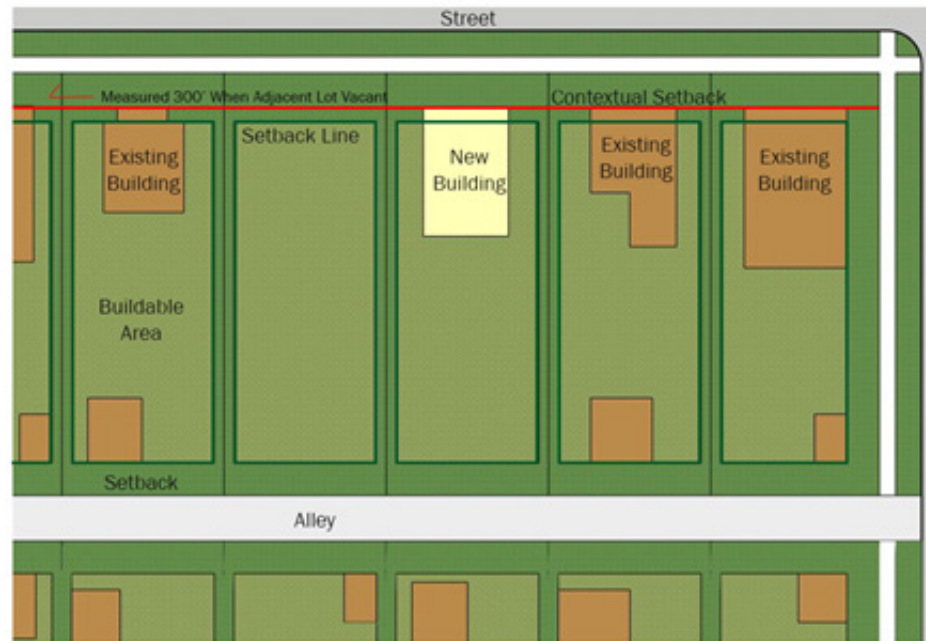 Street
Measured 300' When Adjacent Lot Vacant
Contextual Setback
Setback Line
Existing
Building
New
Building
Existing
Building
Existing
Building
Buildable
Area
Setback
Alley